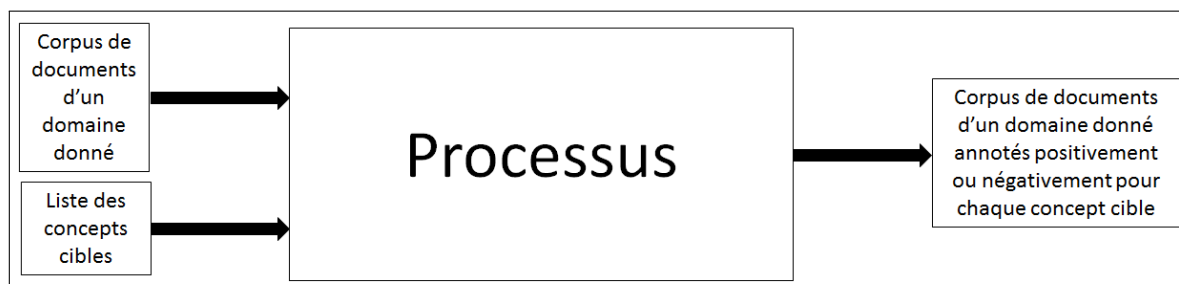 Corpus de
documents
d'un
domaine
donné
Liste des
concepts
cibles
Processus
Corpus de documents
d'un domaine donné
annotés positivement
ou négativement pour
chaque concept cible